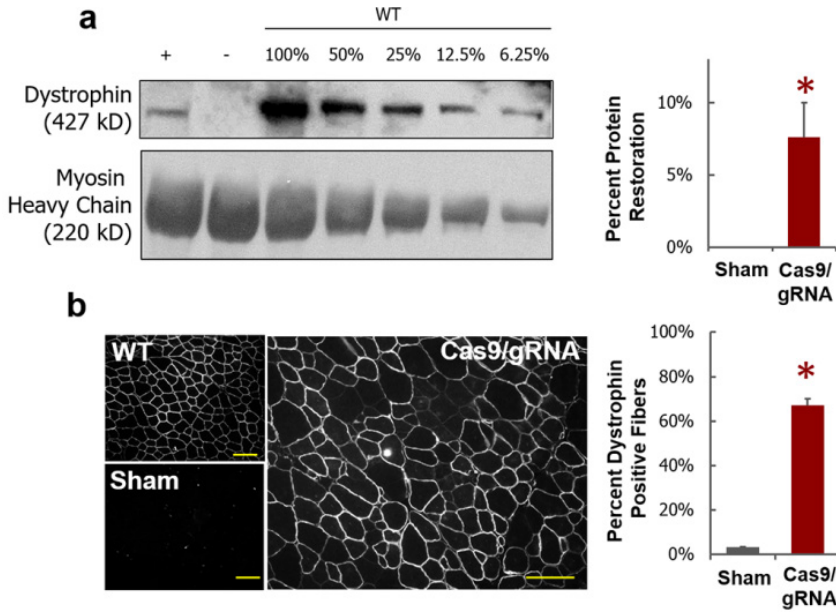 a
WT
+ - 100% 50% 25% 12.5% 6.25%
Dystrophin
(427 kD)
Myosin
Heavy Chain
(220 kD)
Percent Protein
Restoration
10%
5%
0%
*
Sham Cas9/
gRNA
b
WT
Sham
Cas9/gRNA
Percent Dystrophin
Positive Fibers
100%
80%
60%
40%
20%
0%
*
Sham Cas9/
gRNA